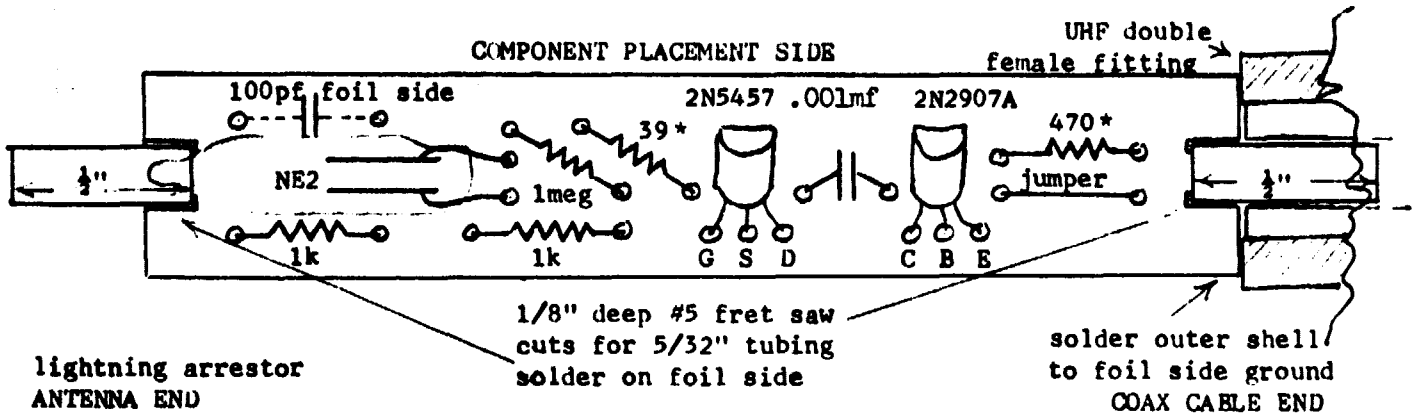 UHF double
COMPONENT PLACEMENT SIDE
female fitting
100pf foil side
2N5457 .001mf 2N2907A
39*
470*
½"
NE2
1meg
jumper
½"
1k
1k
G S D
C B E
1/8" deep #5 fret saw
cuts for 5/32" tubing
solder on foil side
lightning arrestor
ANTENNA END
solder outer shell
to foil side ground
COAX CABLE END